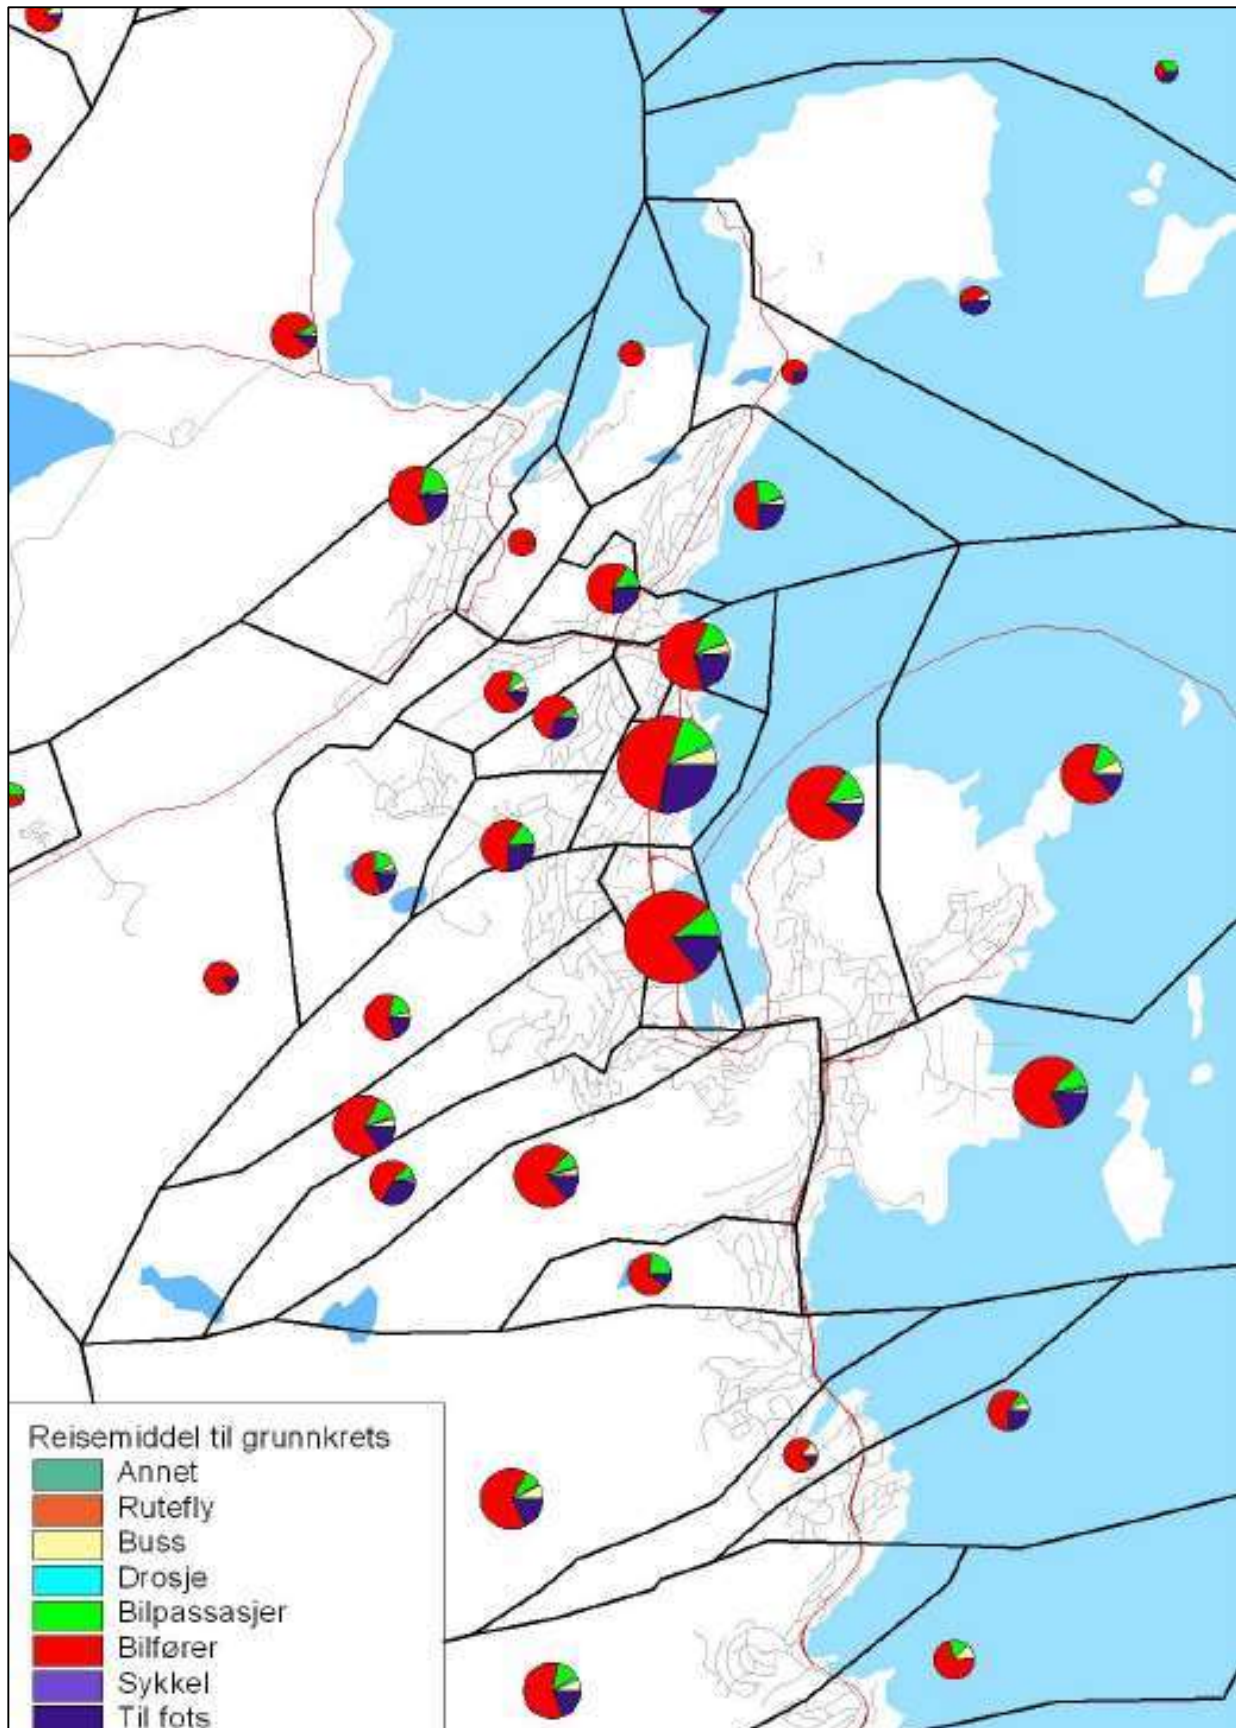 Reisemiddel til grunnkrets
Annet
Rutefly
Buss
Drosje
Bilpassasjer
Bilfører
Sykkel
Til fots